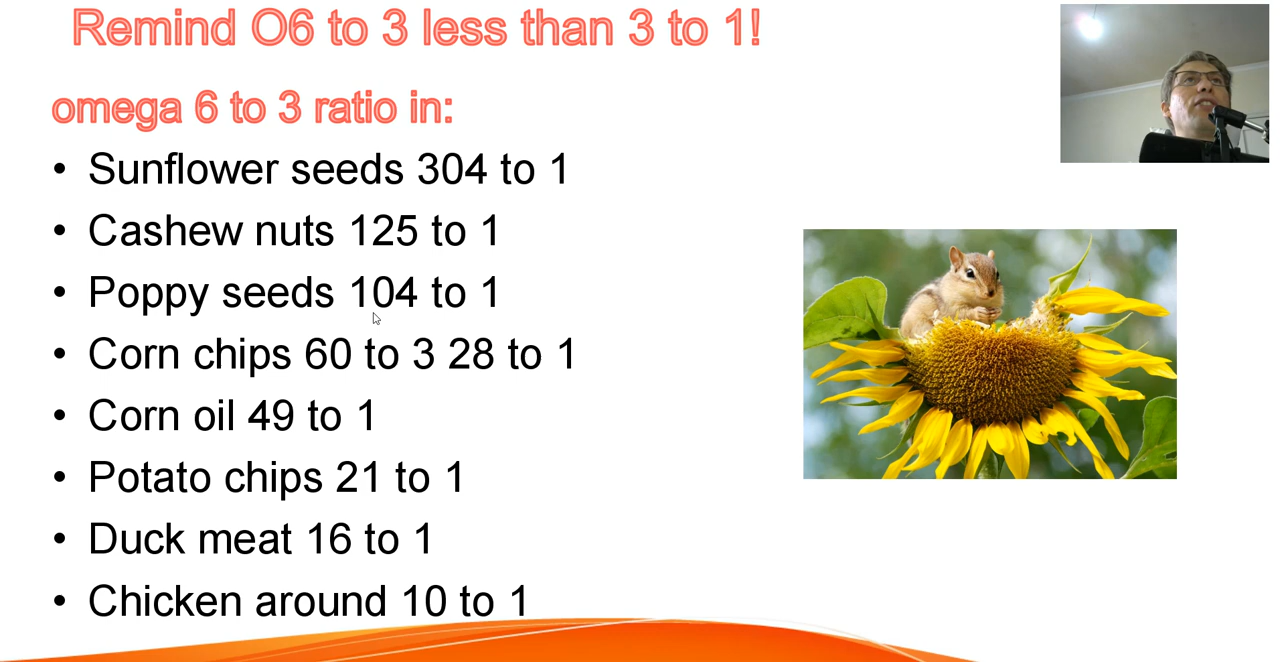 Remind O6 to 3 less than 3 to 1!
omega 6 to 3 ratio in:
• Sunflower seeds 304 to 1
• Cashew nuts 125 to 1
• Poppy seeds 104 to 1
• Corn chips 60 to 3 28 to 1
• Corn oil 49 to 1
• Potato chips 21 to 1
• Duck meat 16 to 1
• Chicken around 10 to 1